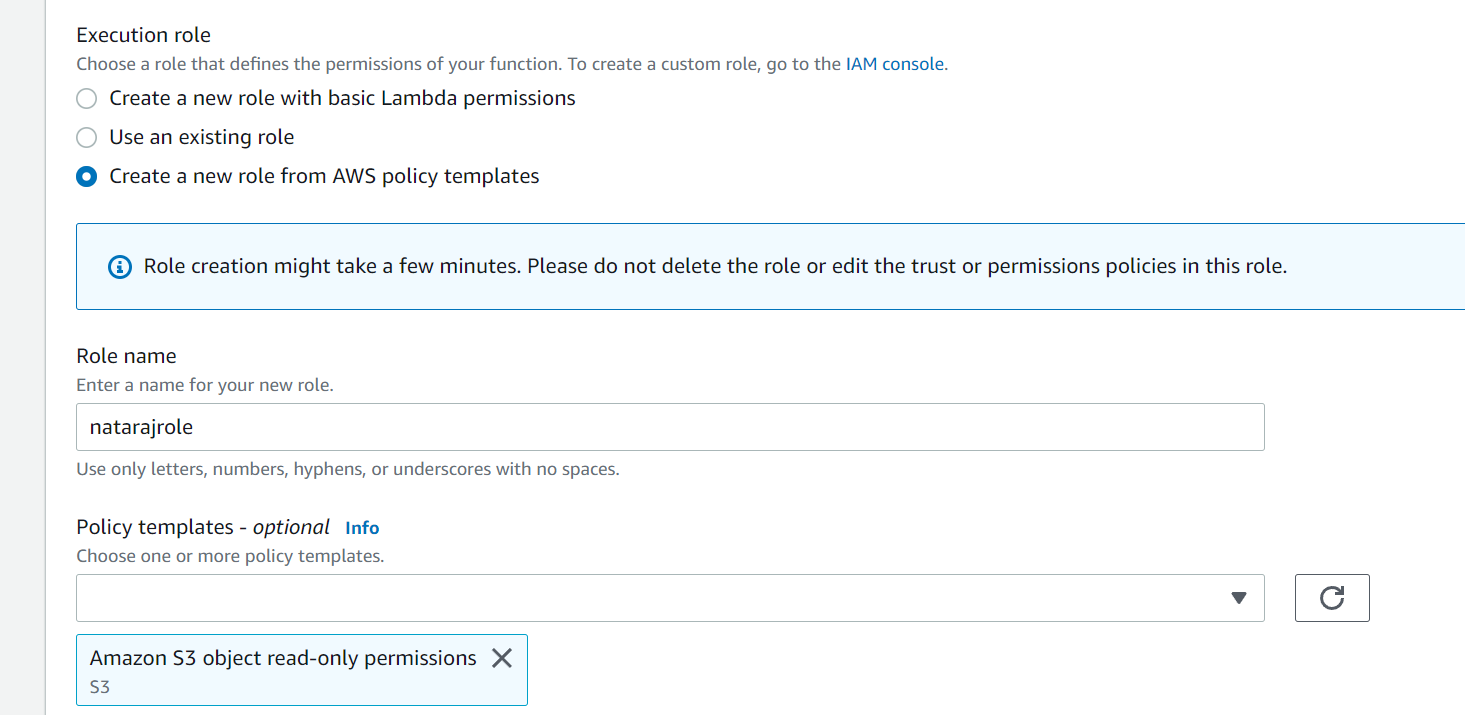 Execution role
Choose a role that defines the permissions of your function. To create a custom role, go to the IAM console.
Create a new role with basic Lambda permissions
Use an existing role
Create a new role from AWS policy templates
Role creation might take a few minutes. Please do not delete the role or edit the trust or permissions policies in this role.
Role name
Enter a name for your new role.
natarajrole
Use only letters, numbers, hyphens, or underscores with no spaces.
Policy templates - optional Info
Choose one or more policy templates.
Amazon S3 object read-only permissions
S3